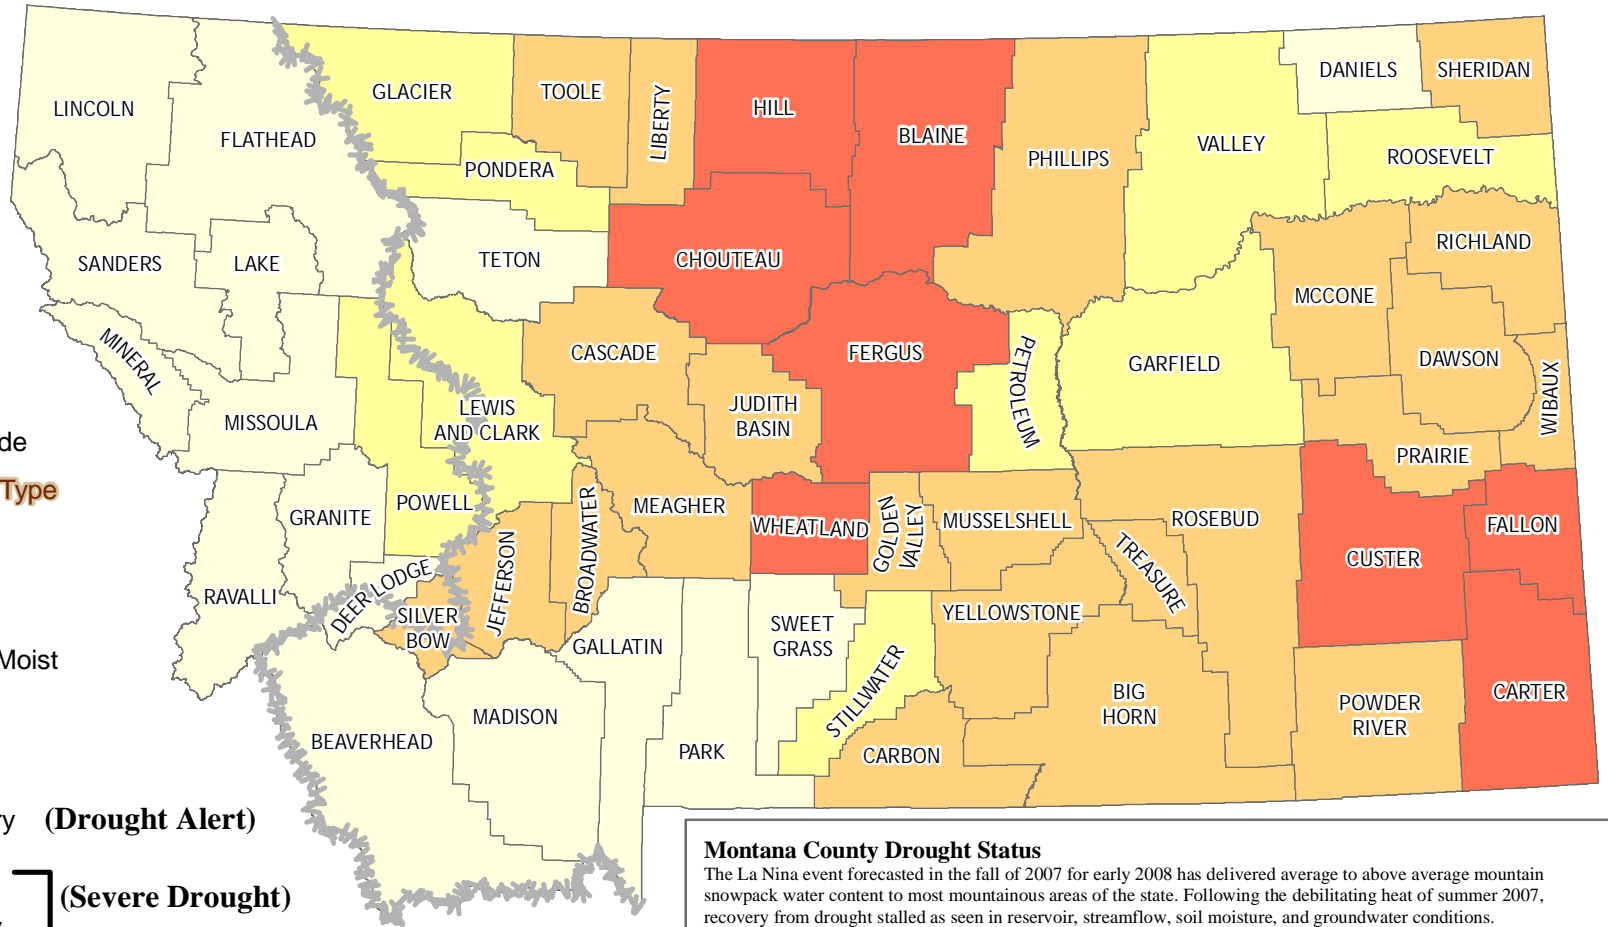 LINCOLN
FLATHEAD
GLACIER
TOOLE
LIBERTY
HILL
BLAINE
PHILLIPS
VALLEY
DANIELS
SHERIDAN
ROOSEVELT
PONDERA
SANDERS
LAKE
TETON
CHOUTEAU
RICHLAND
MCCONE
MINERAL
CASCADE
FERGUS
PETROLEUM
GARFIELD
DAWSON
WIBAUX
MISSOULA
LEWIS
AND CLARK
JUDITH
BASIN
PRAIRIE
de
Type
GRANITE
POWELL
MEAGHER
WHEATLAND
GOLDEN
VALLEY
MUSSELSHELL
ROSEBUD
FALLON
CUSTER
RAVALLI
DEER LODGE
SILVER
BOW
JEFFERSON
BROADWATER
TREASURE
YELLOWSTONE
SWEET
GRASS
GALLATIN
STILLWATER
Moist
BEAVERHEAD
MADISON
PARK
CARBON
BIG
HORN
POWDER
RIVER
CARTER
ry (Drought Alert)
(Severe Drought)
Montana County Drought Status
The La Nina event forecasted in the fall of 2007 for early 2008 has delivered average to above average mountain
snowpack water content to most mountainous areas of the state. Following the debilitating heat of summer 2007,
recovery from drought stalled as seen in reservoir, streamflow, soil moisture, and groundwater conditions.